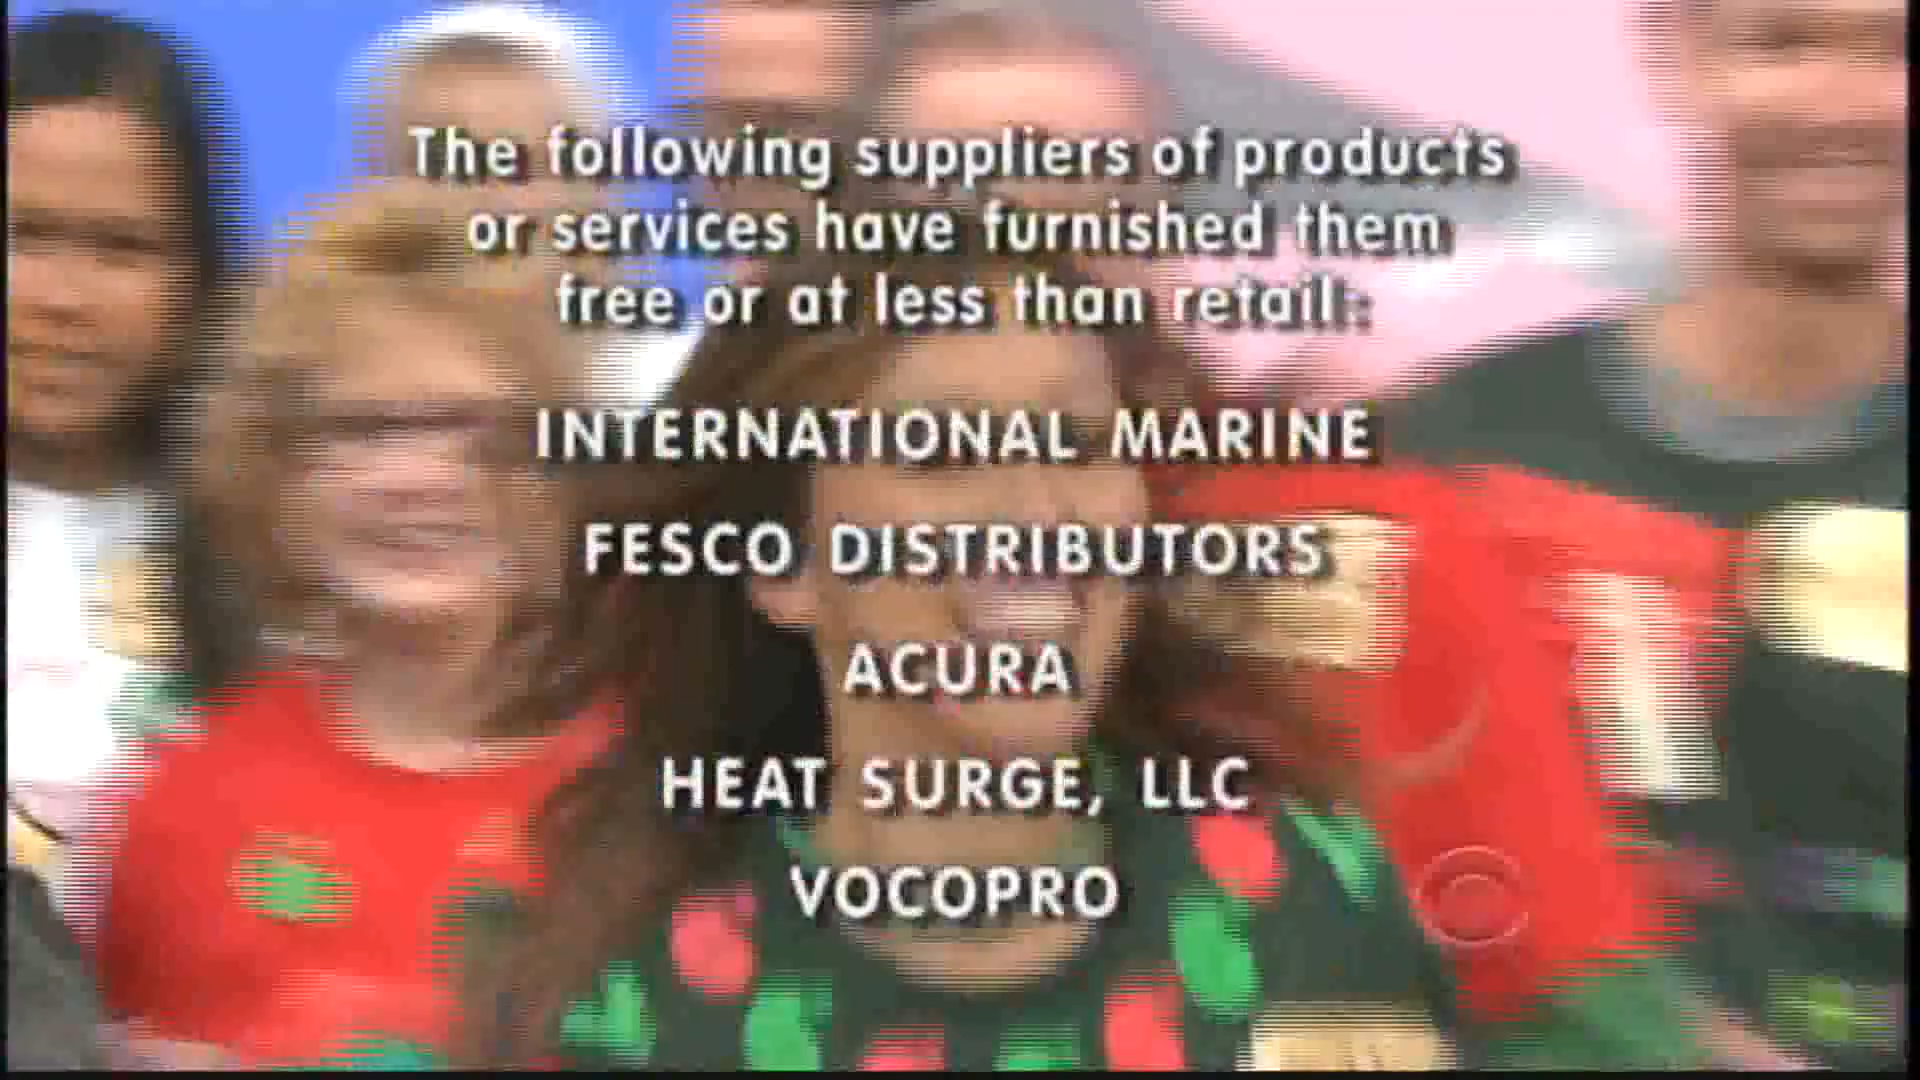 The following suppliers of products
or services have furnished them
free or at less than retail:
INTERNATIONAL MARINE
FESCO DISTRIBUTORS
ACURA
HEAT SURGE, LLC
VOCOPRO